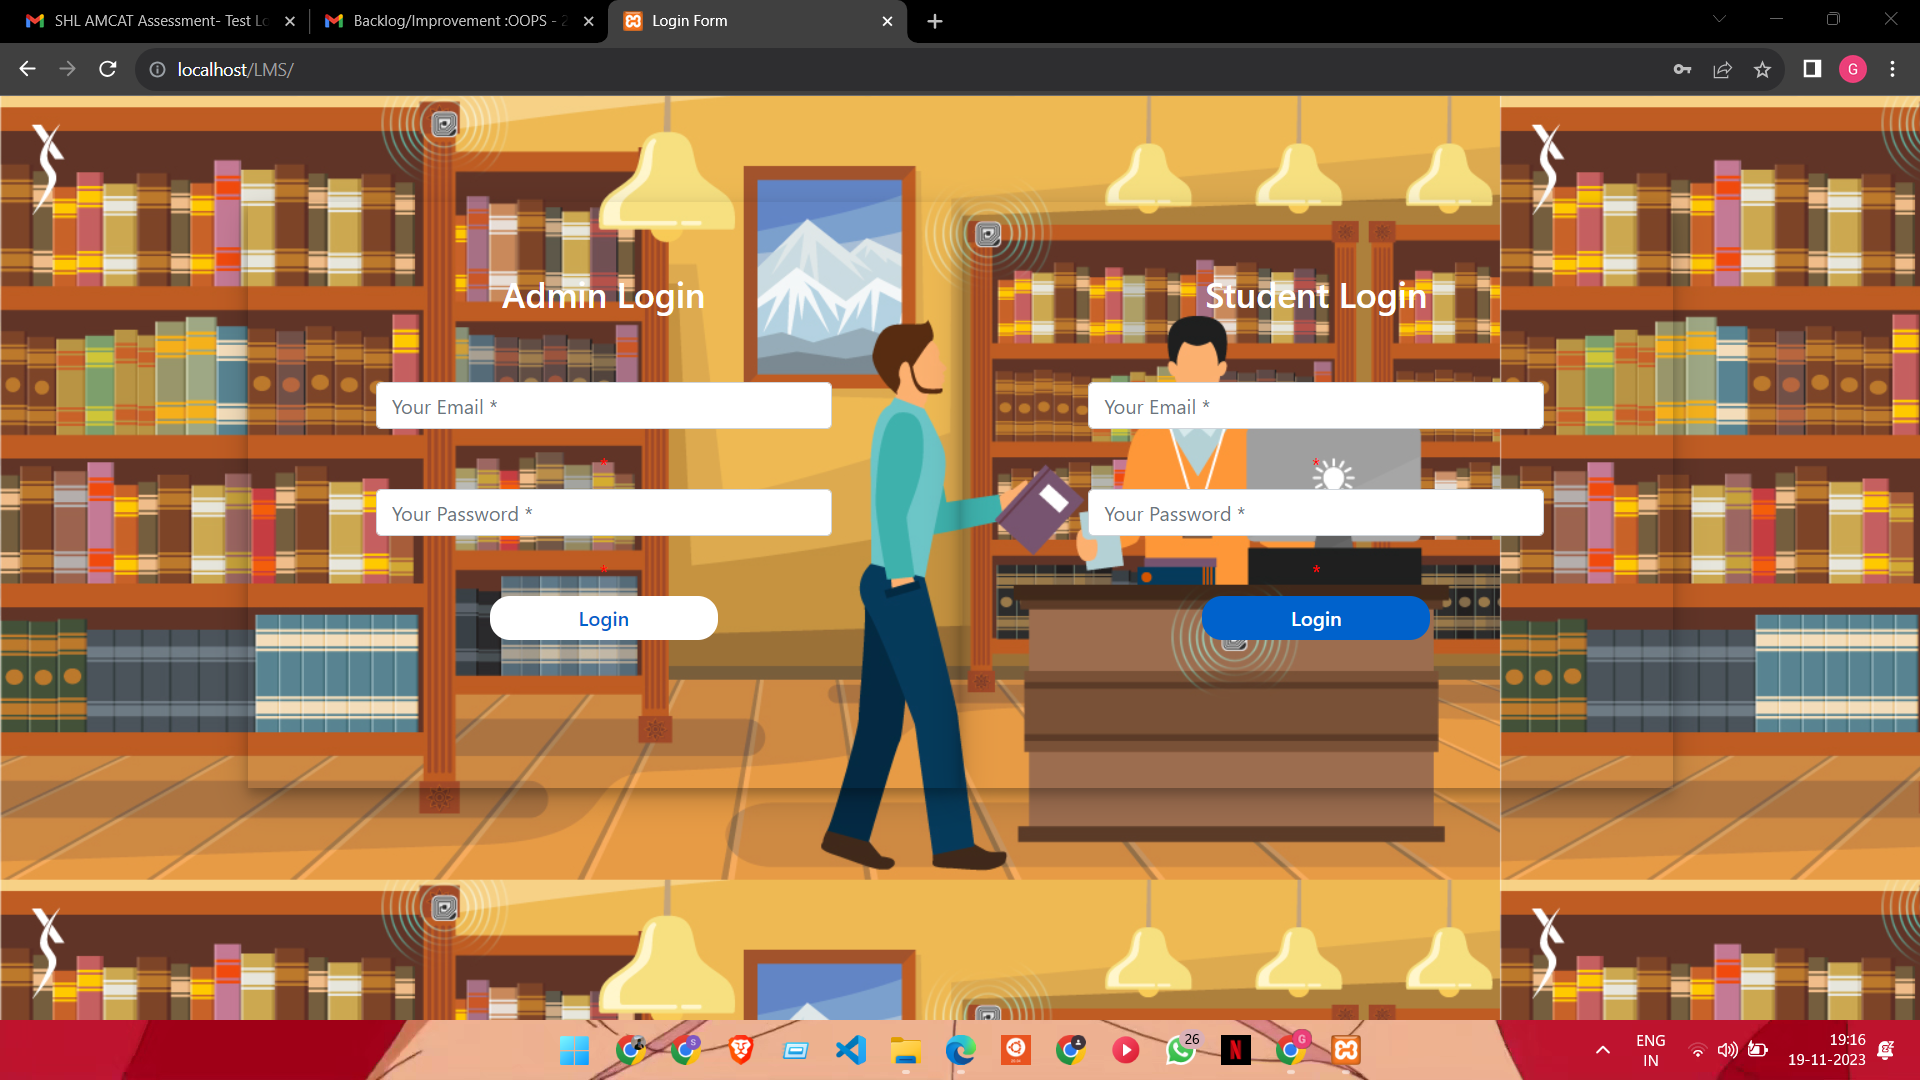 SHL AMCAT Assessment- Test Lo
Backlog/Improvement :OOPS - 2
Login Form
localhost/LMS/
G
Admin Login
Student Login
Your Email *
Your Email *
*
*
Your Password *
Your Password *
*
*
Login
Login
S
26
N
G
ENG
IN
19:16
19-11-2023